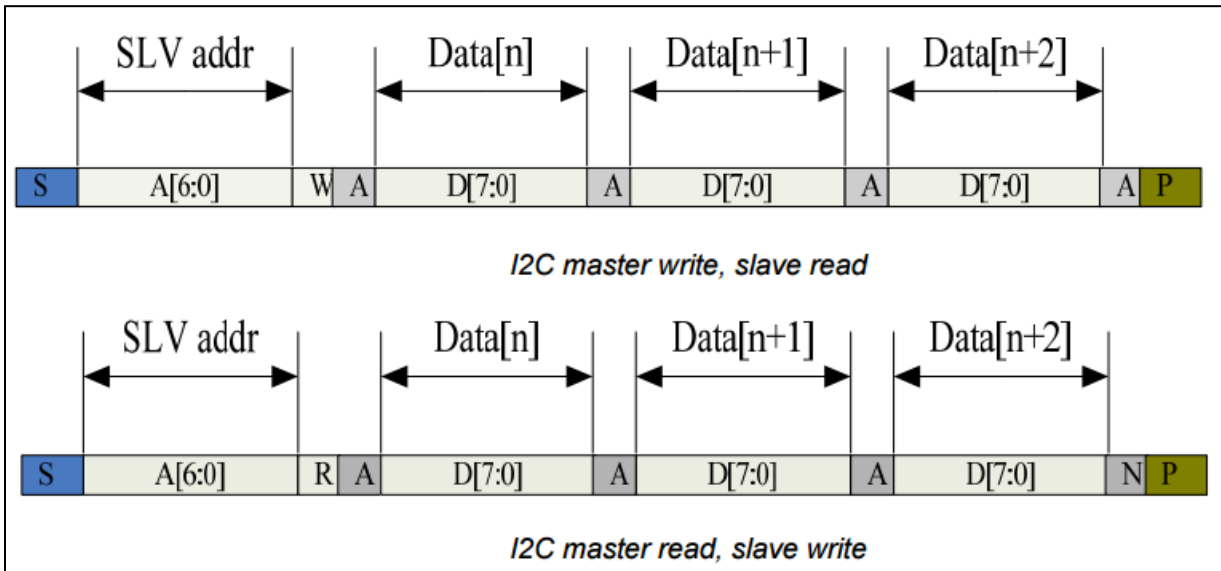 SLV addr Data[n] Data[n+1] Data[n+2]
S A[6:0] W A D[7:0] A D[7:0] A D[7:0] A P
I2C master write, slave read
SLV addr Data[n] Data[n+1] Data[n+2]
S A[6:0] R A D[7:0] A D[7:0] A D[7:0] N P
I2C master read, slave write